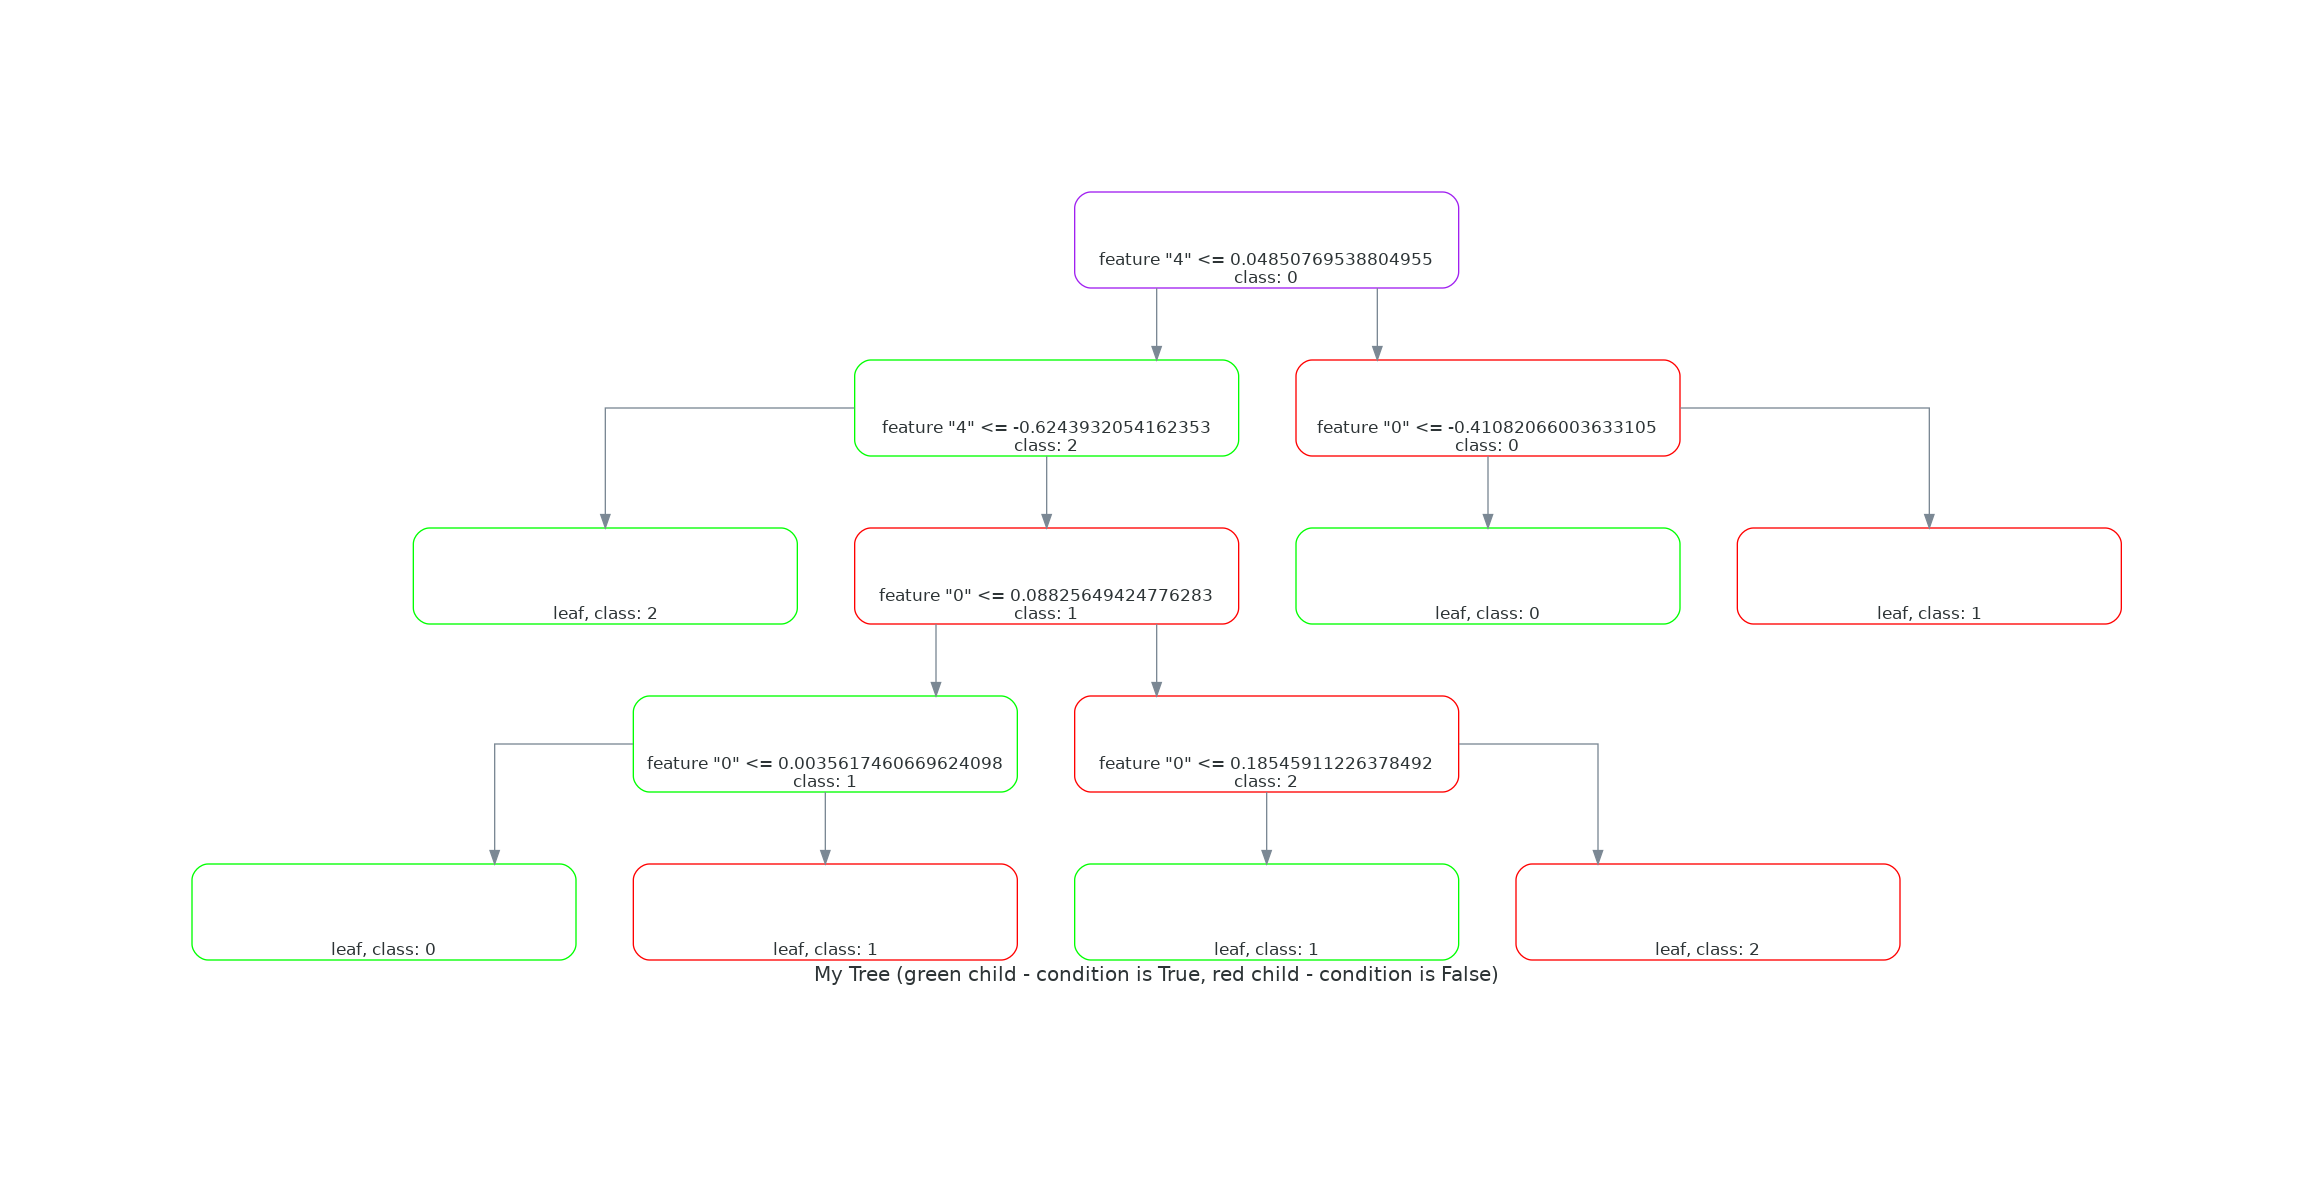 feature "4" <= 0.04850769538804955
class: 0
feature "4" <= -0.6243932054162353
class: 2
feature "0" <= -0.41082066003633105
class: 0
leaf, class: 2
feature "0" <= 0.08825649424776283
class: 1
leaf, class: 0
leaf, class: 1
feature "0" <= 0.0035617460669624098
class: 1
feature "0" <= 0.18545911226378492
class: 2
leaf, class: 0
leaf, class: 1
leaf, class: 1
leaf, class: 2
My Tree (green child - condition is True, red child - condition is False)